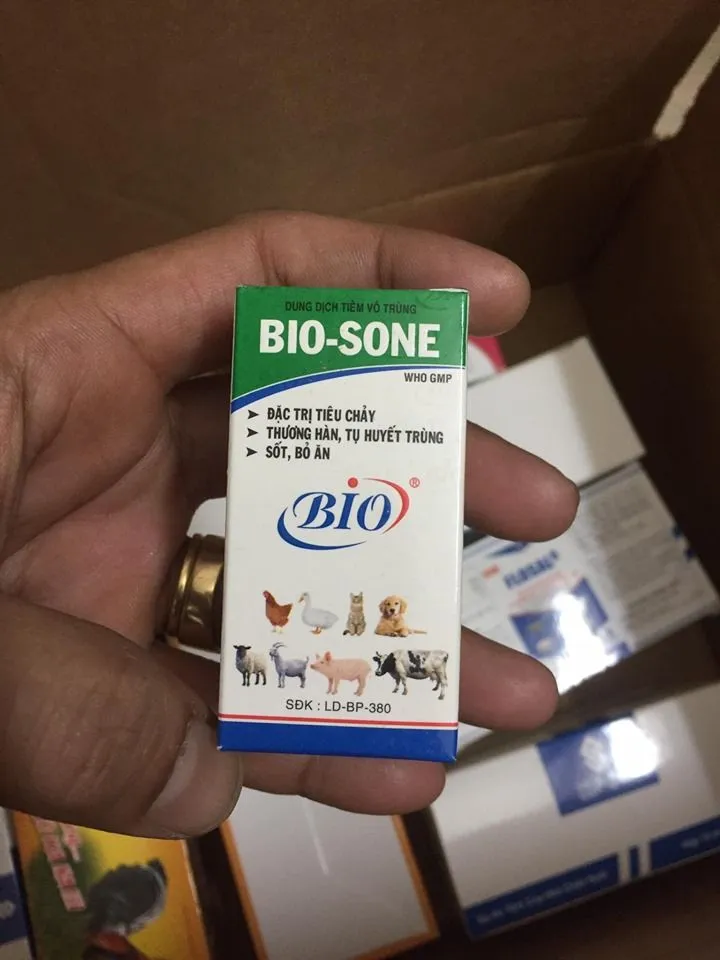 DUNG DỊCH TIÊM VÔ TRÙNG
BIO-SONE
WHO GMP
➤ ĐẶC TRỊ TIÊU CHẢY
➤ THƯƠNG HÀN, TỤ HUYẾT TRÙNG
➤ SỐT, BỎ ĂN
BIO®
SĐK : LD-BP-380